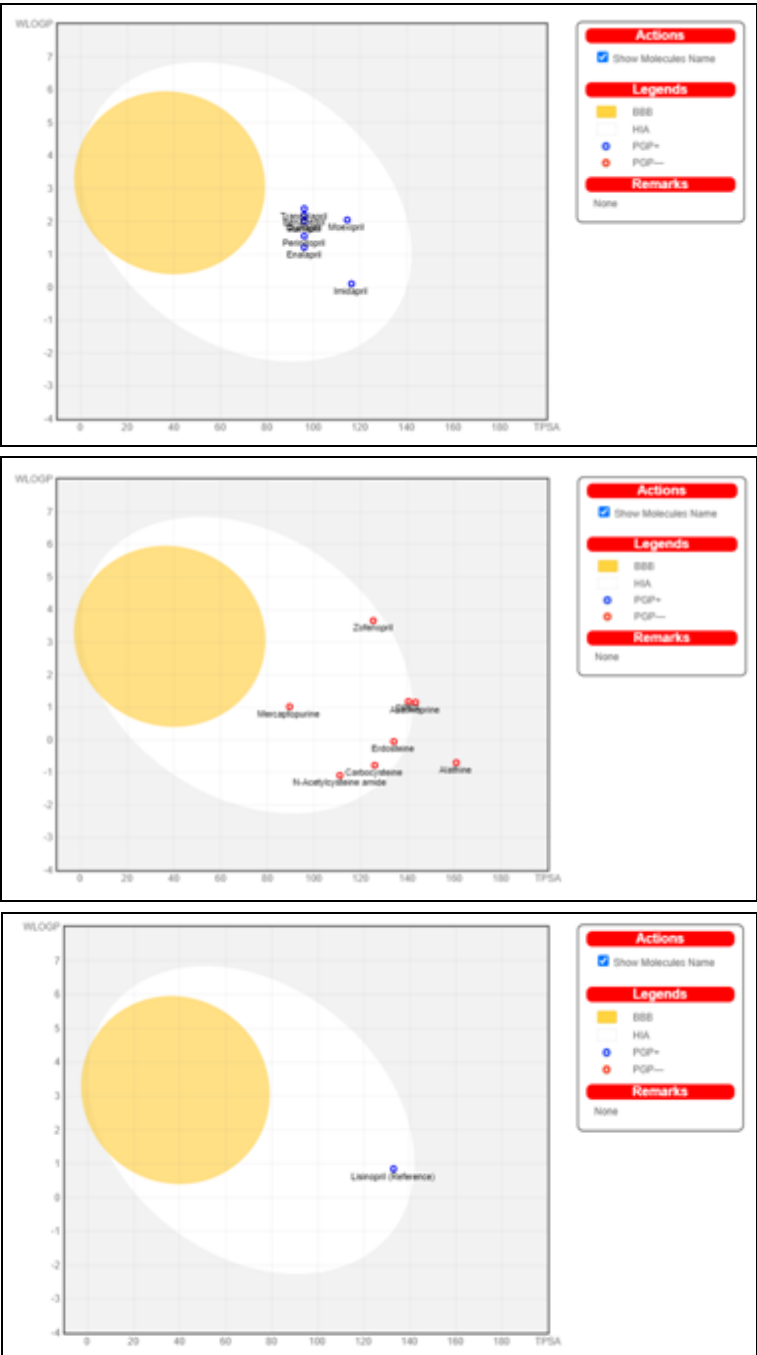 WLOGP
7
6
5
4
3
2
1
0
-1
-2
-3
-4
0 20 40 60 80 100 120 140 160 180 TPSA
Moexipril
Perindopril
Enalapril
Imidapril
Actions
Show Molecules Name
Legends
BBB
HIA
PGP+
PGP—
Remarks
None
WLOGP
7
6
5
4
3
2
1
0
-1
-2
-3
-4
0 20 40 60 80 100 120 140 160 180 TPSA
Zofenopril
Mercaptopurine
Erdosteine
Carbocysteine
N-Acetylcysteine amide
Actions
Show Molecules Name
Legends
BBB
HIA
PGP+
PGP—
Remarks
None
WLOGP
7
6
5
4
3
2
1
0
-1
-2
-3
-4
0 20 40 60 80 100 120 140 160 180 TPSA
Lisinopril (Reference)
Actions
Show Molecules Name
Legends
BBB
HIA
PGP+
PGP—
Remarks
None